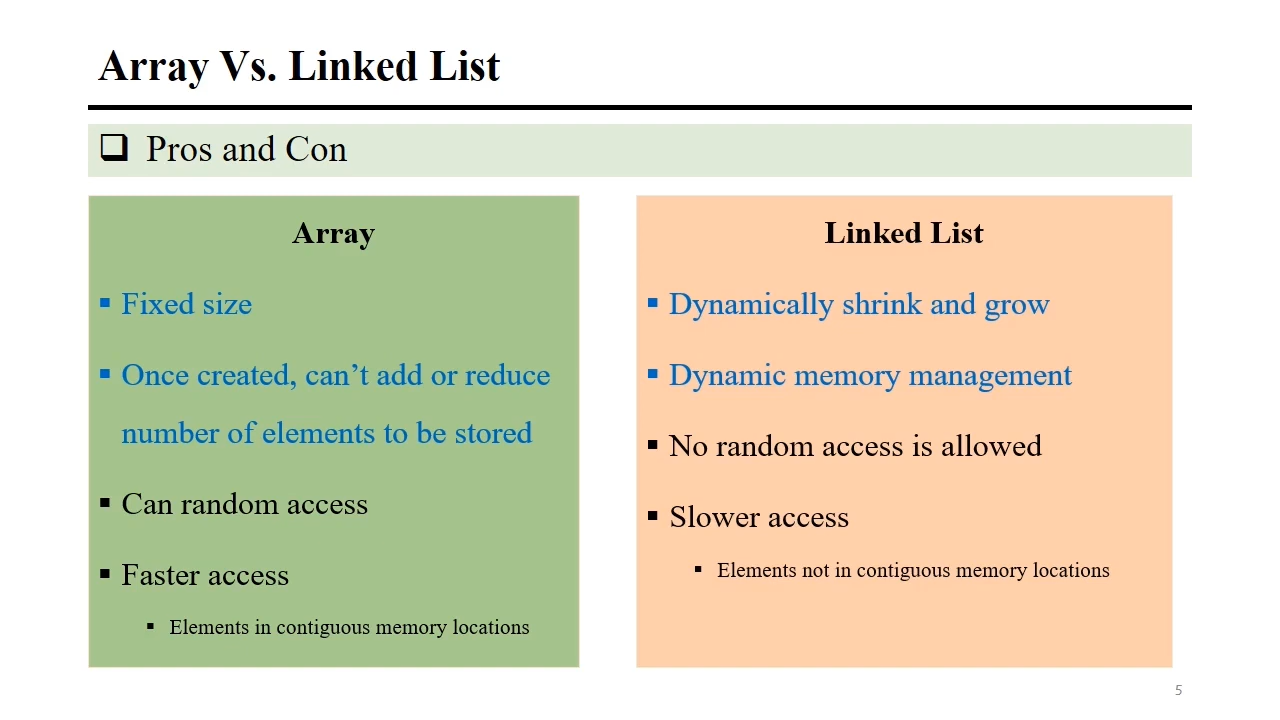 Array Vs. Linked List
❑ Pros and Con
Array
▪ Fixed size
▪ Once created, can’t add or reduce
number of elements to be stored
▪ Can random access
▪ Faster access
▪ Elements in contiguous memory locations
Linked List
▪ Dynamically shrink and grow
▪ Dynamic memory management
▪ No random access is allowed
▪ Slower access
▪ Elements not in contiguous memory locations
5